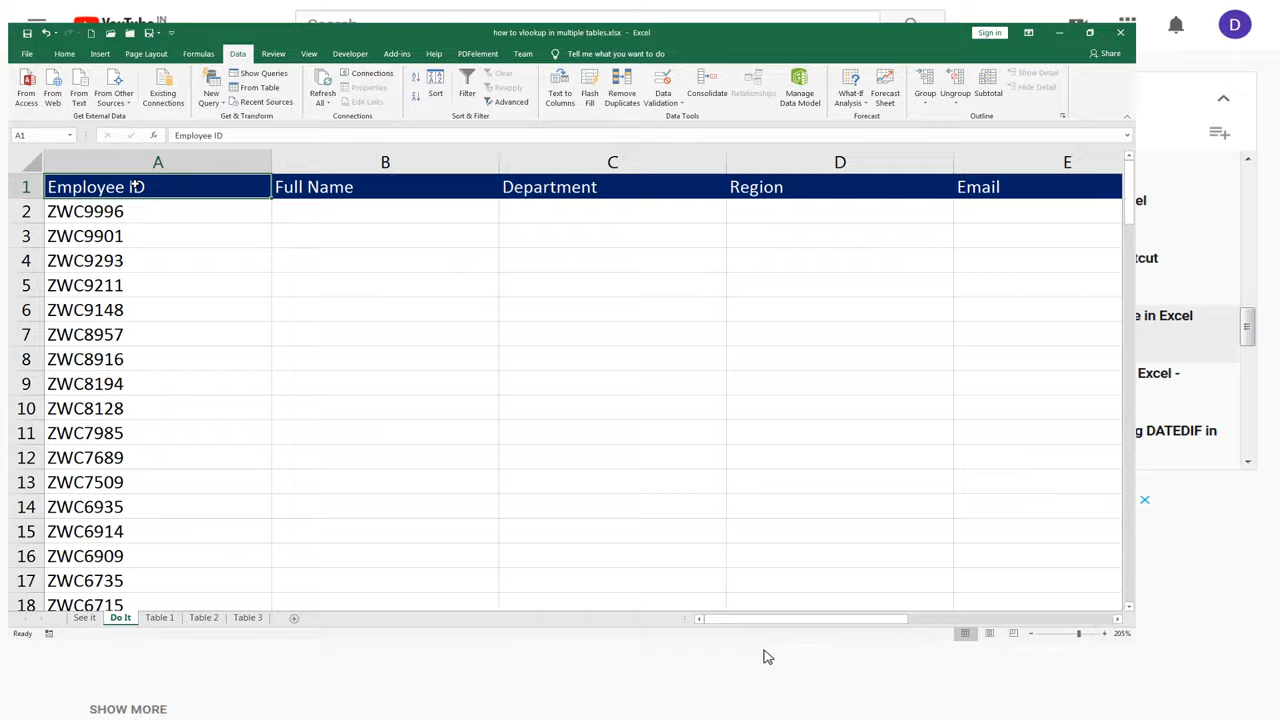 YouTube IN
Search
how to vlookup in multiple tables.xlsx - Excel
Sign in
D
File Home Insert Page Layout Formulas Data Review View Developer Add-ins Help PDFelement Team Tell me what you want to do
Share
From Access
From Web
From Text
From Other Sources
Existing Connections
Get External Data
New Query
Show Queries
From Table
Recent Sources
Get & Transform
Refresh All
Connections
Properties
Edit Links
Connections
Sort
Filter
Clear
Reapply
Advanced
Sort & Filter
Text to Columns
Flash Fill
Remove Duplicates
Data Validation
Consolidate
Relationships
Manage Data Model
Data Tools
What-If Analysis
Forecast Sheet
Forecast
Group
Ungroup
Subtotal
Show Detail
Hide Detail
Outline
A1 fx Employee ID
A B C D E
1 Employee ID Full Name Department Region Email
2 ZWC9996
3 ZWC9901
4 ZWC9293
5 ZWC9211
6 ZWC9148
7 ZWC8957
8 ZWC8916
9 ZWC8194
10 ZWC8128
11 ZWC7985
12 ZWC7689
13 ZWC7509
14 ZWC6935
15 ZWC6914
16 ZWC6909
17 ZWC6735
18 ZWC6715
See it Do It Table 1 Table 2 Table 3
Ready
205%
el
tcut
e in Excel
Excel -
g DATEDIF in
SHOW MORE